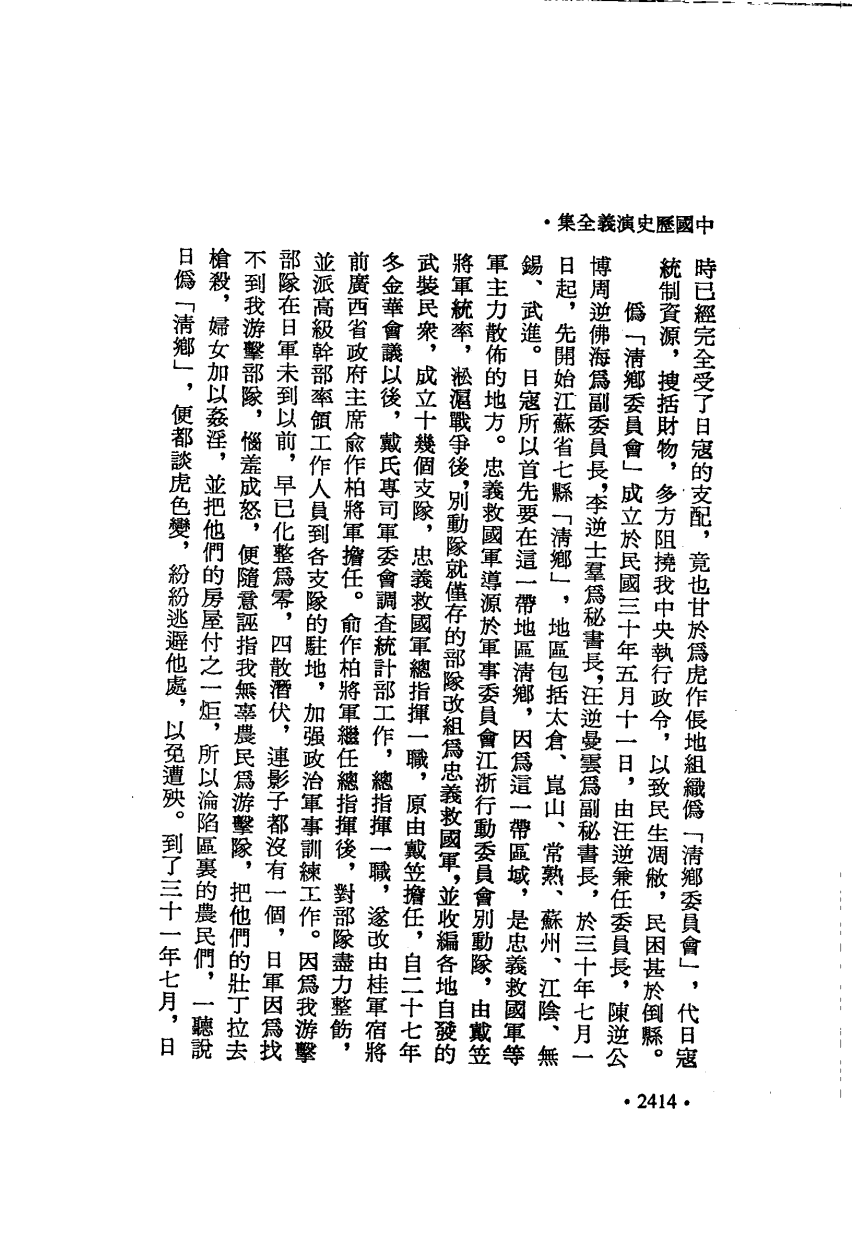 中國歷史演義全集•
時已經完全受了日寇的支配，竟也甘於爲虎作倀地組織僞「清鄉委員會」，代日寇
統制資源，搜括財物，多方阻撓我中央執行政令，以致民生凋敝，民困甚於倒縣。
僞「清鄉委員會」成立於民國三十年五月十一日，由汪逆兼任委員長，陳逆公
博周逆佛海爲副委員長，李逆士羣爲秘書長，汪逆曼雲爲副秘書長，於三十年七月一
日起，先開始江蘇省七縣「清鄉」，地區包括太倉、崑山、常熟、蘇州、江陰、無
錫、武進。日寇所以首先要在這一帶地區清鄉，因爲這一帶區域，是忠義救國軍等
軍主力散佈的地方。忠義救國軍導源於軍事委員會江浙行動委員會別動隊，由戴笠
將軍統率，淞滬戰爭後，別動隊就僅存的部隊改組爲忠義救國軍，並收編各地自發的
武裝民衆，成立十幾個支隊，忠義救國軍總指揮一職，原由戴笠擔任，自二十七年
冬金華會議以後，戴氏專司軍委會調查統計部工作，總指揮一職，遂改由桂軍宿將
前廣西省政府主席兪作柏將軍擔任。俞作柏將軍繼任總指揮後，對部隊盡力整飭，
並派高級幹部率領工作人員到各支隊的駐地，加强政治軍事訓練工作。因爲我游擊
部隊在日軍未到以前，早已化整爲零，四散潛伏，連影子都沒有一個，日軍因爲找
不到我游擊部隊，惱羞成怒，便隨意誣指我無辜農民爲游擊隊，把他們的壯丁拉去
槍殺，婦女加以姦淫，並把他們的房屋付之一炬，所以淪陷區裏的農民們，一聽說
日僞「清鄉」，便都談虎色變，紛紛逃避他處，以免遭殃。到了三十一年七月，日
•2414•